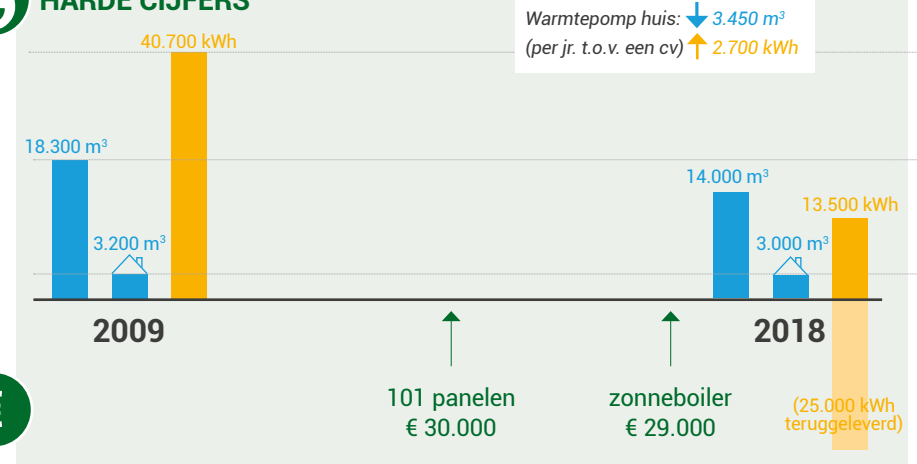 HARDE CIJFERS
Warmtepomp huis: 3.450 m³
(per jr. t.o.v. een cv) 2.700 kWh
40.700 kWh
18.300 m³
3.200 m³
14.000 m³
13.500 kWh
3.000 m³
2009
2018
101 panelen
€ 30.000
zonneboiler
€ 29.000
(25.000 kWh
teruggeleverd)